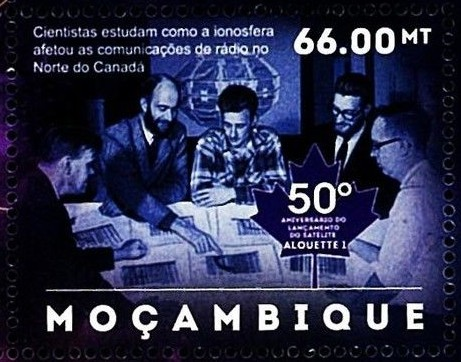 Cientistas estudam como a ionosfera
afetou as comunicações de rádio no
Norte do Canadá
66.00 MT
50º
ANIVERSÁRIO DO
LANÇAMENTO
DO SATÉLITE
ALOUETTE 1
MOÇAMBIQUE